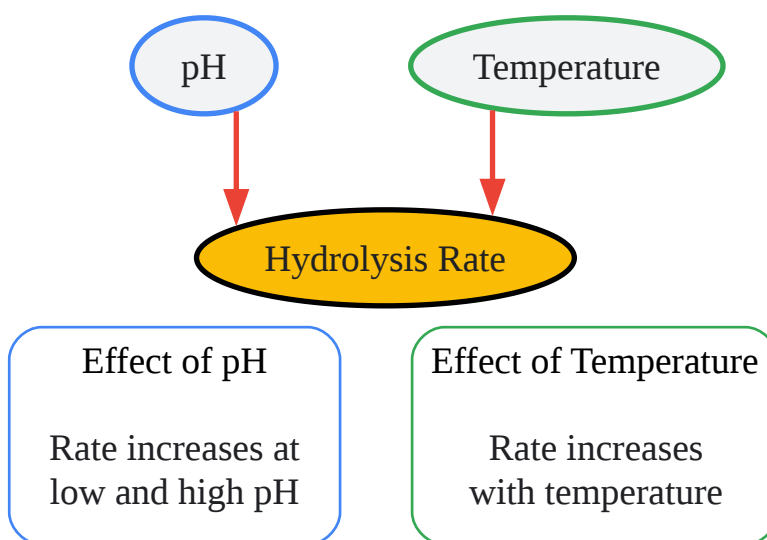 pH
Temperature
Hydrolysis Rate
Effect of pH
Rate increases at
low and high pH
Effect of Temperature
Rate increases
with temperature